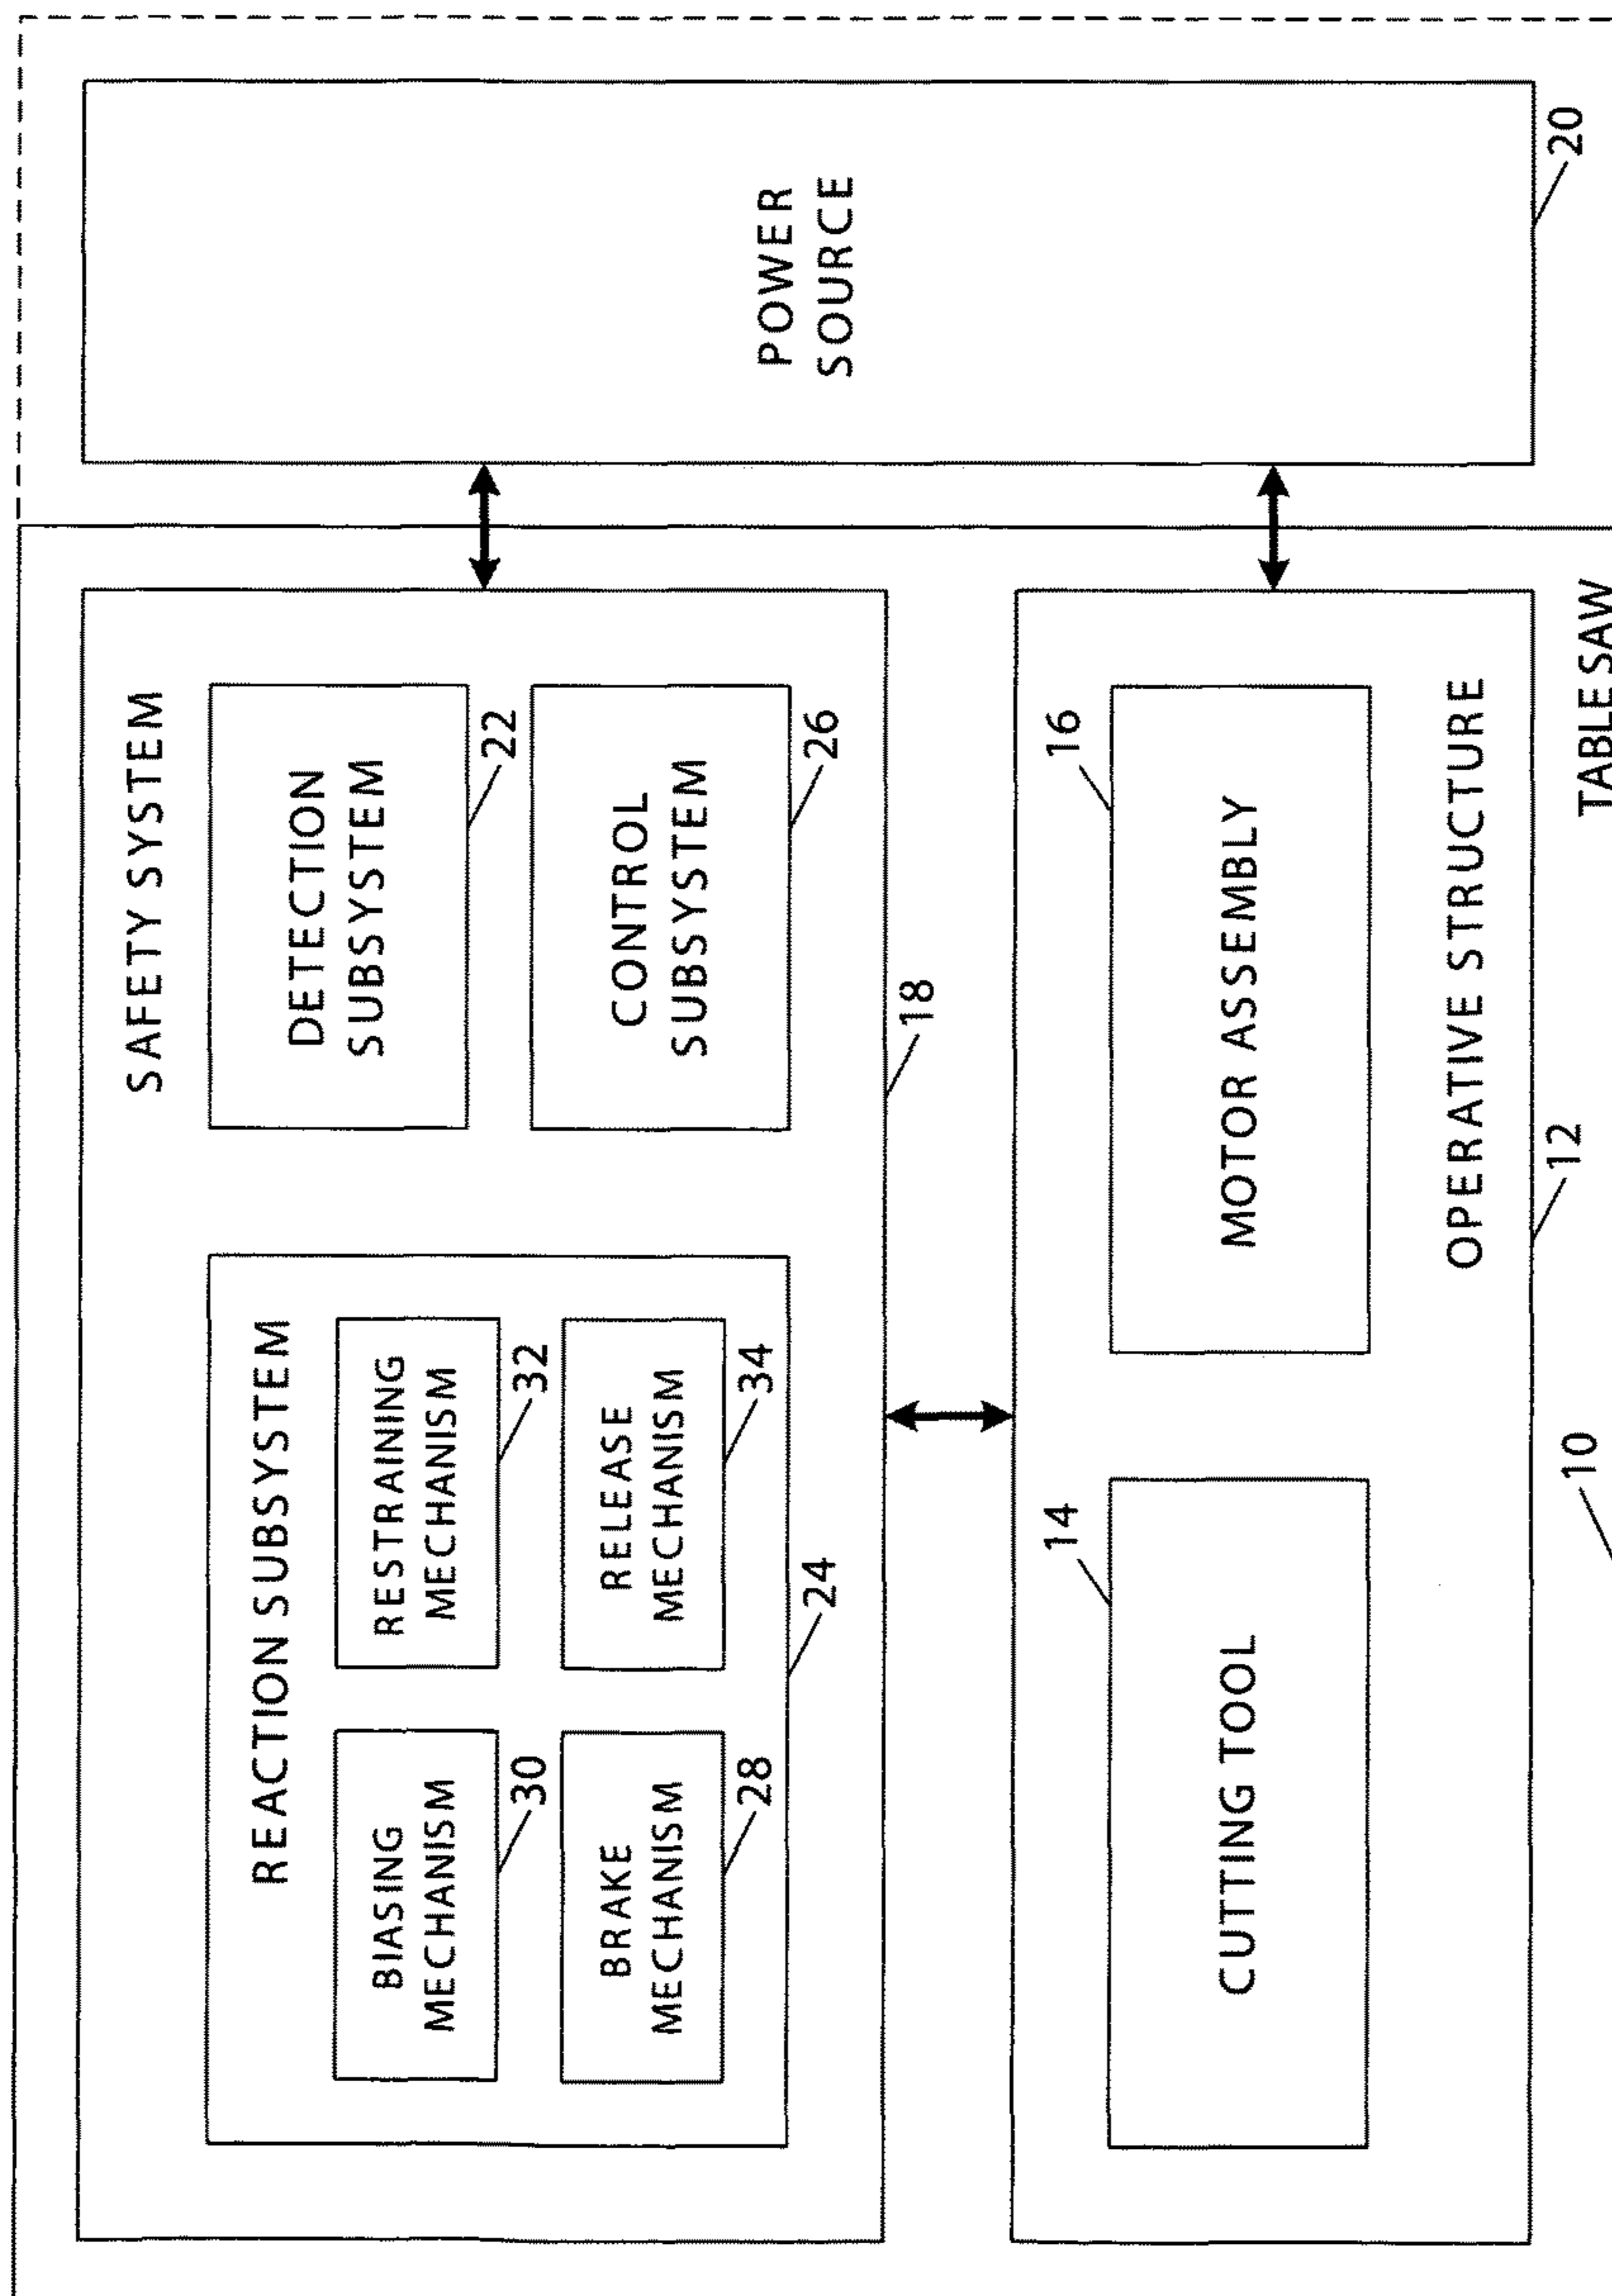 SAFETY SYSTEM
REACTION SUBSYSTEM
BIASING
MECHANISM
30
RESTRAINING
MECHANISM
32
BRAKE
MECHANISM
28
RELEASE
MECHANISM
34
24
DETECTION
SUBSYSTEM
22
CONTROL
SUBSYSTEM
26
18
POWER
SOURCE
20
14
CUTTING TOOL
16
MOTOR ASSEMBLY
OPERATIVE STRUCTURE
12
10
TABLE SAW